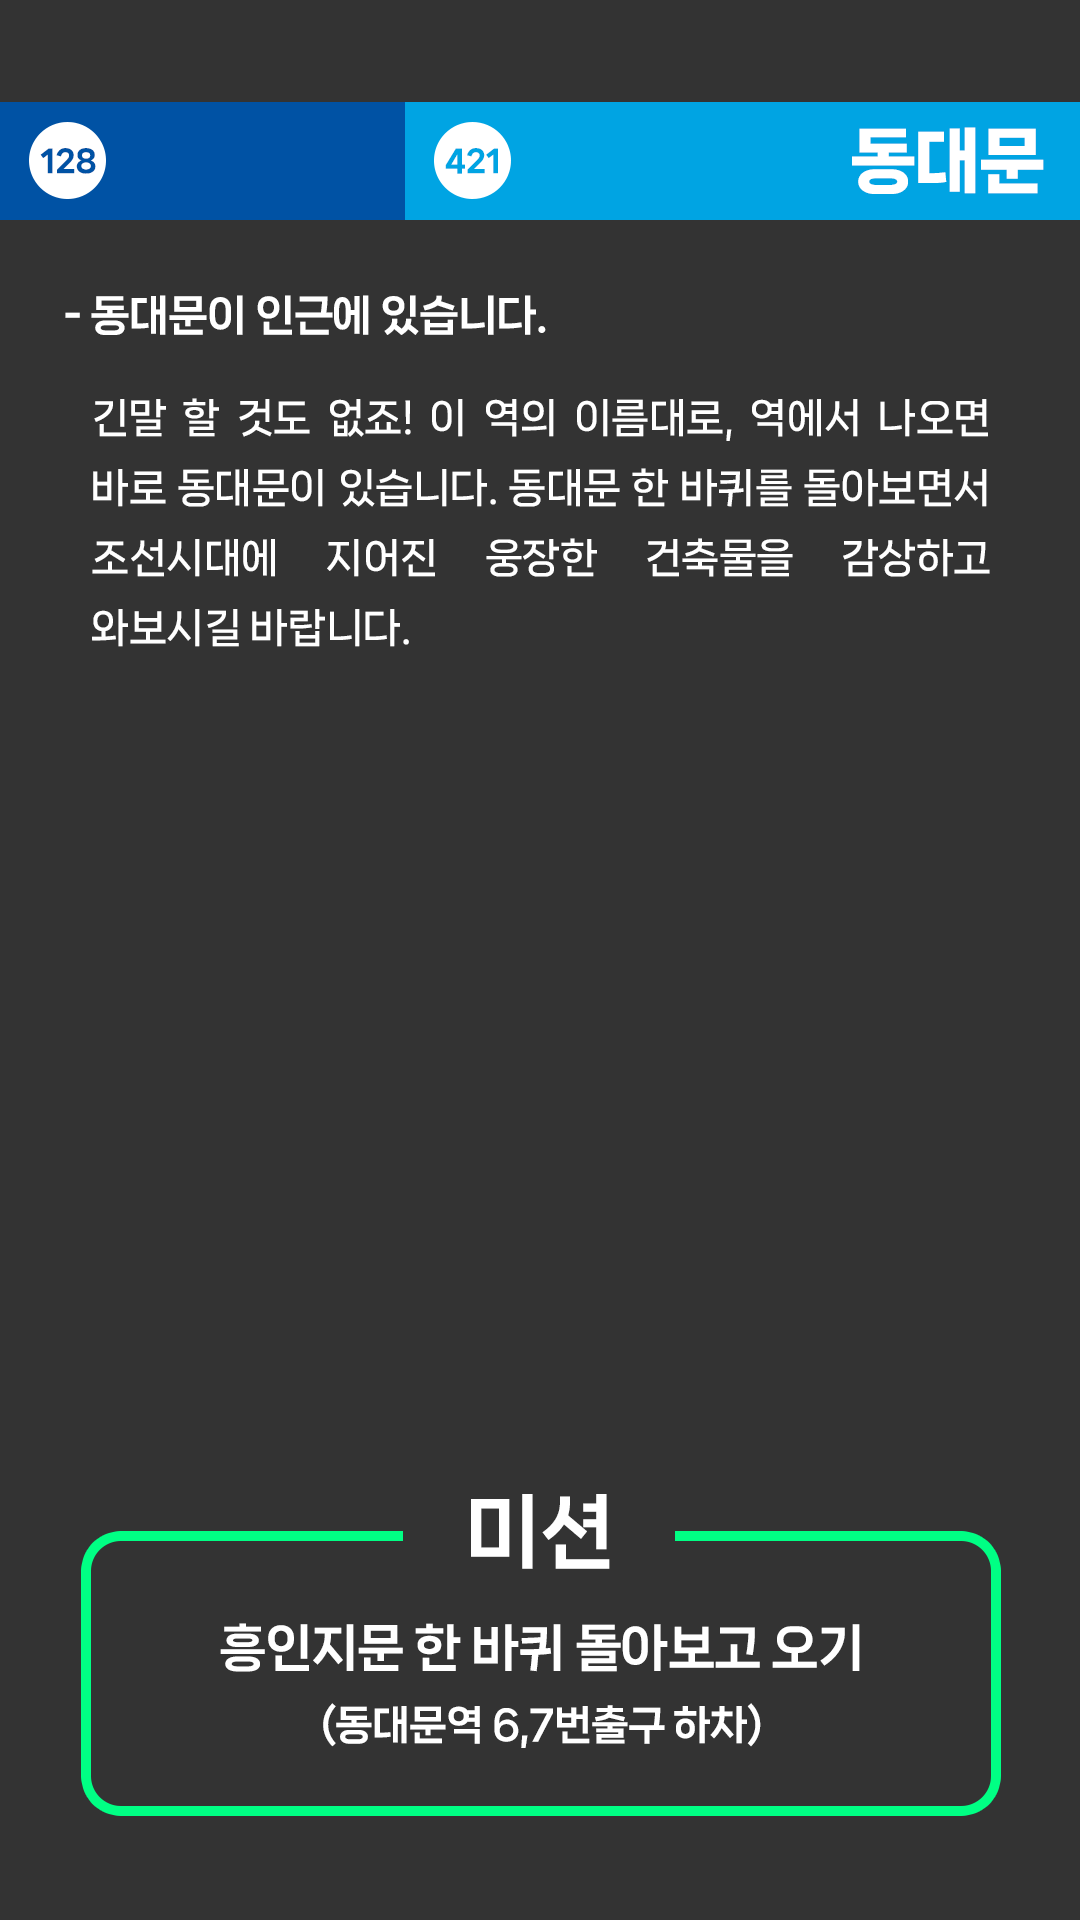 128 421 동대문
- 동대문이 인근에 있습니다.
긴말 할 것도 없죠! 이 역의 이름대로, 역에서 나오면
바로 동대문이 있습니다. 동대문 한 바퀴를 돌아보면서
조선시대에 지어진 웅장한 건축물을 감상하고
와보시길 바랍니다.
미션
흥인지문 한 바퀴 돌아보고 오기
(동대문역 6,7번출구 하차)